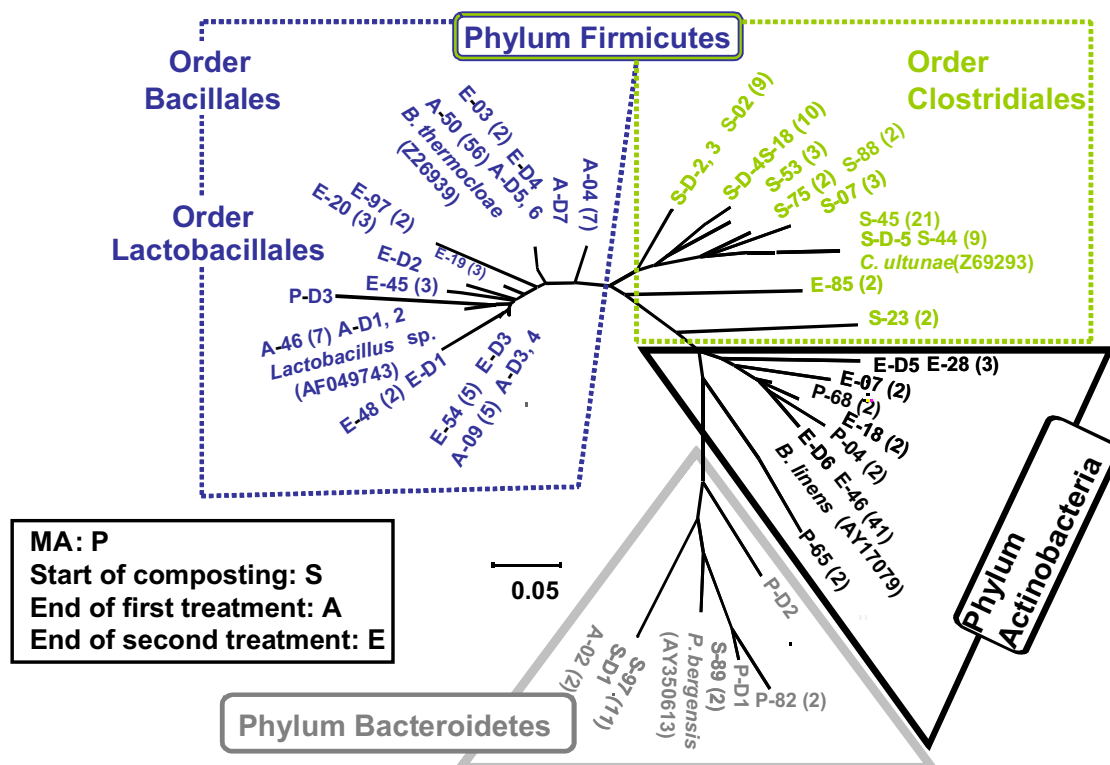 Phylum Firmicutes
Order
Bacillales
Order
Clostridiales
E-03 (2) E-D4
A-50 (56) A-D5, 6
B. thermocloae
(Z26939)
A-D7
A-04 (7)
E-97 (2)
E-20 (3)
Order
Lactobacillales
E-D2
E-19 (3)
E-45 (3)
P-D3
A-46 (7) A-D1, 2
Lactobacillus sp.
(AF049743)
E-48 (2) E-D1
E-54 (5) E-D3
A-09 (5) A-D3, 4
S-D-2, 3 S-02 (9)
S-D-4S-18 (10)
S-53 (3)
S-75 (2) S-88 (2)
S-07 (3)
S-45 (21)
S-D-5 S-44 (9)
C. ultunae(Z69293)
E-85 (2)
S-23 (2)
E-D5 E-28 (3)
E-07 (2)
P-68 (2)
E-18 (2)
P-04 (2)
E-D6 E-46 (41)
B. linens (AY17079)
P-65 (2)
Phylum
Actinobacteria
MA: P
Start of composting: S
End of first treatment: A
End of second treatment: E
0.05
P-D2
P-D1
P-82 (2)
S-89 (2)
P. bergensis
(AY350613)
S-97 (11)
S-D1
A-02 (2)
Phylum Bacteroidetes